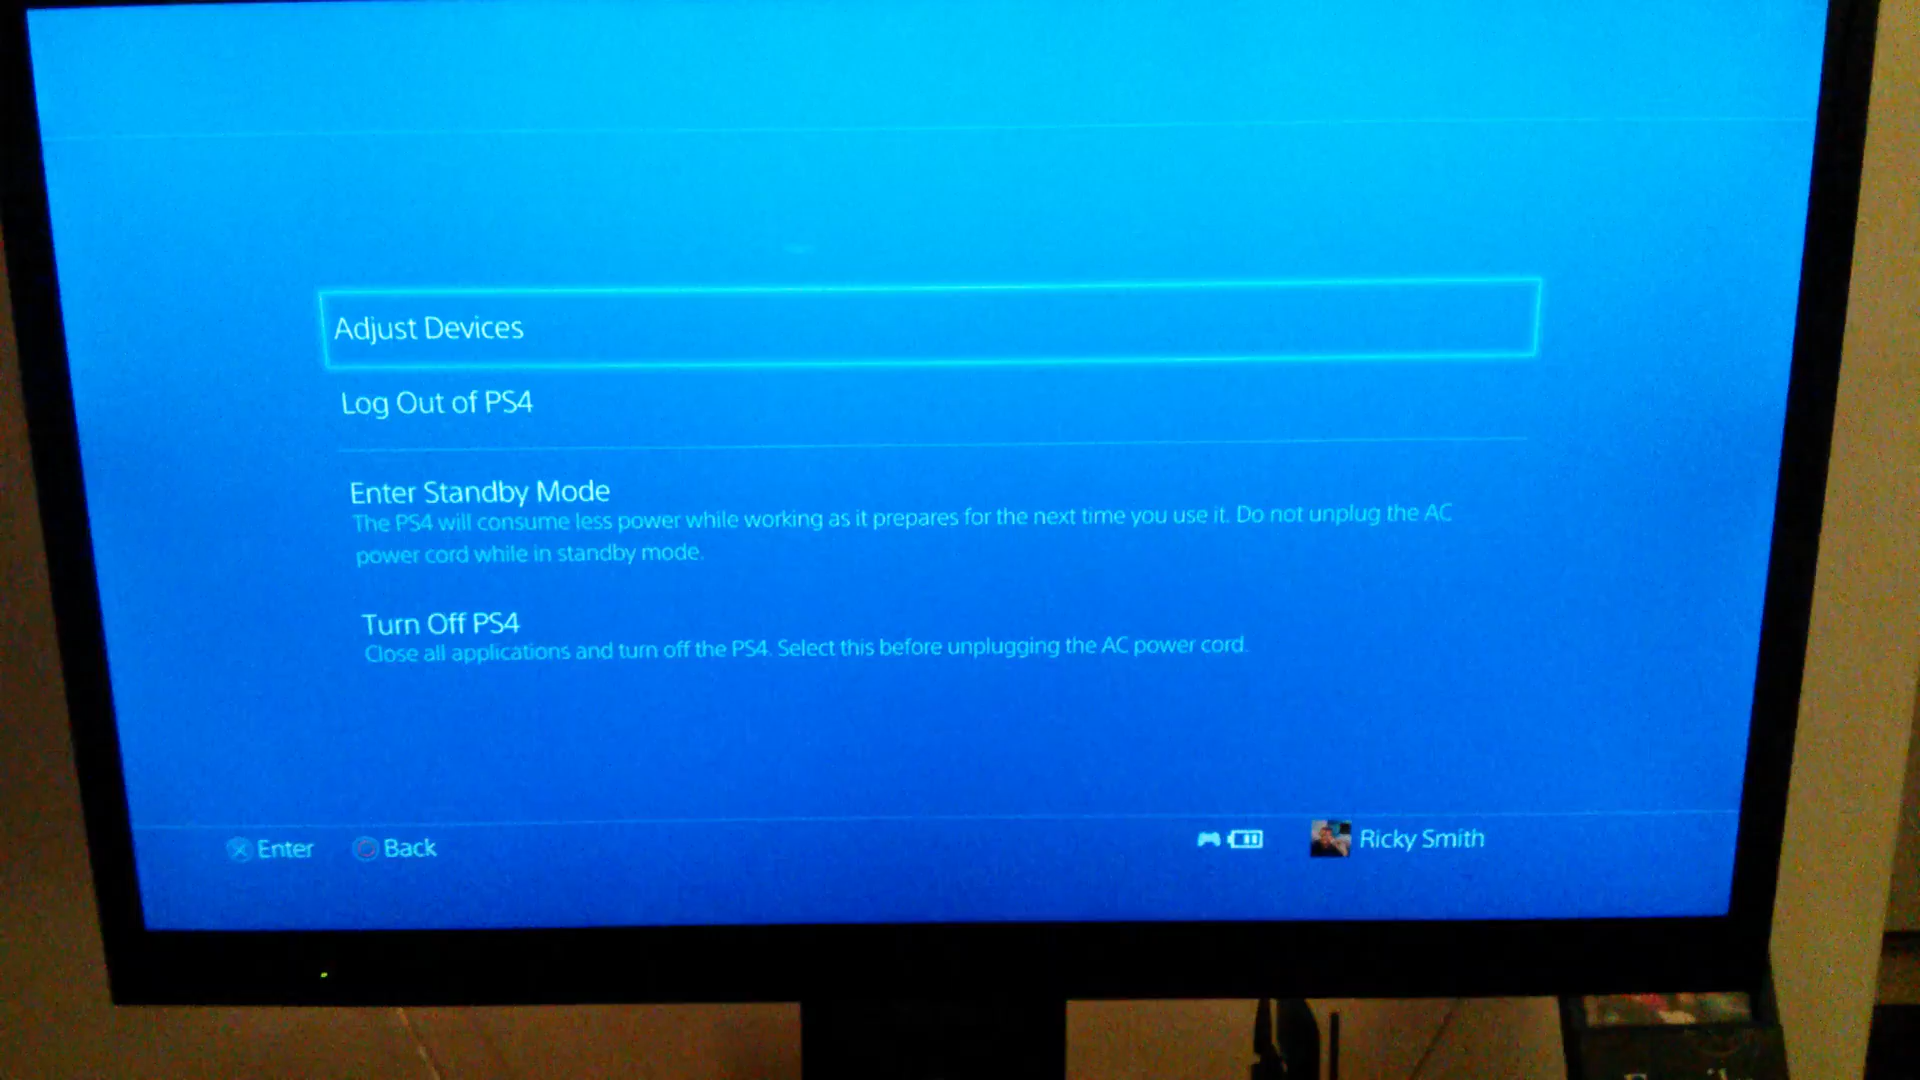 Adjust Devices
Log Out of PS4
Enter Standby Mode
The PS4 will consume less power while working as it prepares for the next time you use it. Do not unplug the AC
power cord while in standby mode.
Turn Off PS4
Close all applications and turn off the PS4. Select this before unplugging the AC power cord.
Enter Back Ricky Smith